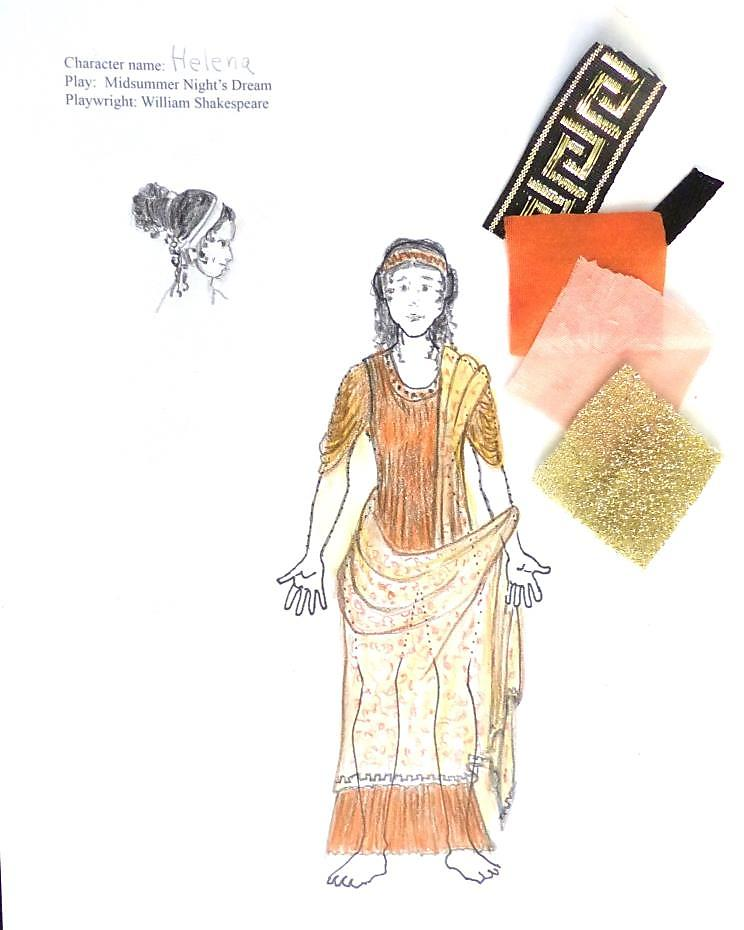 Character name: Helena
Play: Midsummer Night's Dream
Playwright: William Shakespeare